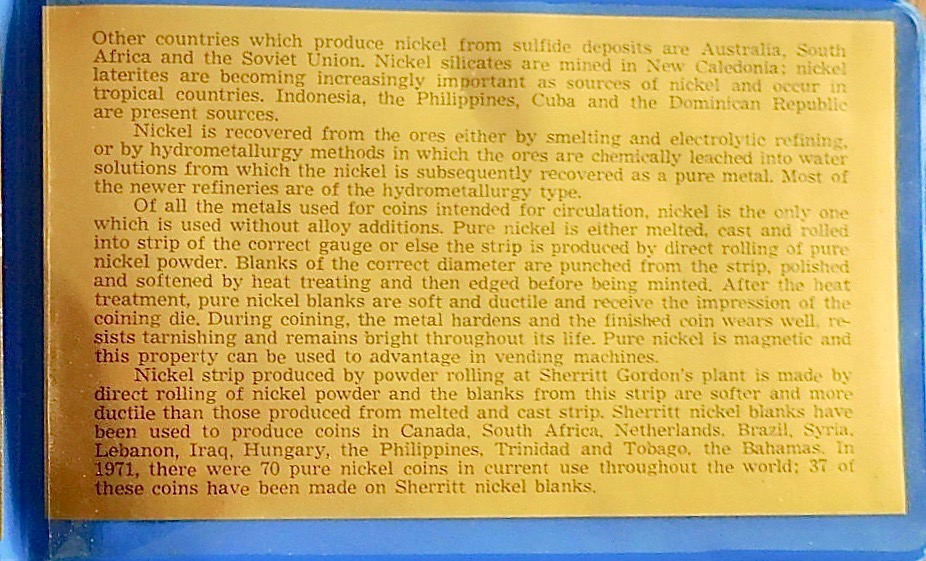 Other countries which produce nickel from sulfide deposits are Australia, South
Africa and the Soviet Union. Nickel silicates are mined in New Caledonia; nickel
laterites are becoming increasingly important as sources of nickel and occur in
tropical countries. Indonesia, the Philippines, Cuba and the Dominican Republic
are present sources.
Nickel is recovered from the ores either by smelting and electrolytic refining,
or by hydrometallurgy methods in which the ores are chemically leached into water
solutions from which the nickel is subsequently recovered as a pure metal. Most of
the newer refineries are of the hydrometallurgy type.
Of all the metals used for coins intended for circulation, nickel is the only one
which is used without alloy additions. Pure nickel is either melted, cast and rolled
into strip of the correct gauge or else the strip is produced by direct rolling of pure
nickel powder. Blanks of the correct diameter are punched from the strip, polished
and softened by heat treating and then edged before being minted. After the heat
treatment, pure nickel blanks are soft and ductile and receive the impression of the
coining die. During coining, the metal hardens and the finished coin wears well, re-
sists tarnishing and remains bright throughout its life. Pure nickel is magnetic and
this property can be used to advantage in vending machines.
Nickel strip produced by powder rolling at Sherritt Gordon's plant is made by
direct rolling of nickel powder and the blanks from this strip are softer and more
ductile than those produced from melted and cast strip. Sherritt nickel blanks have
been used to produce coins in Canada, South Africa, Netherlands, Brazil, Syria,
Lebanon, Iraq, Hungary, the Philippines, Trinidad and Tobago, the Bahamas. In
1971, there were 70 pure nickel coins in current use throughout the world; 37 of
these coins have been made on Sherritt nickel blanks.